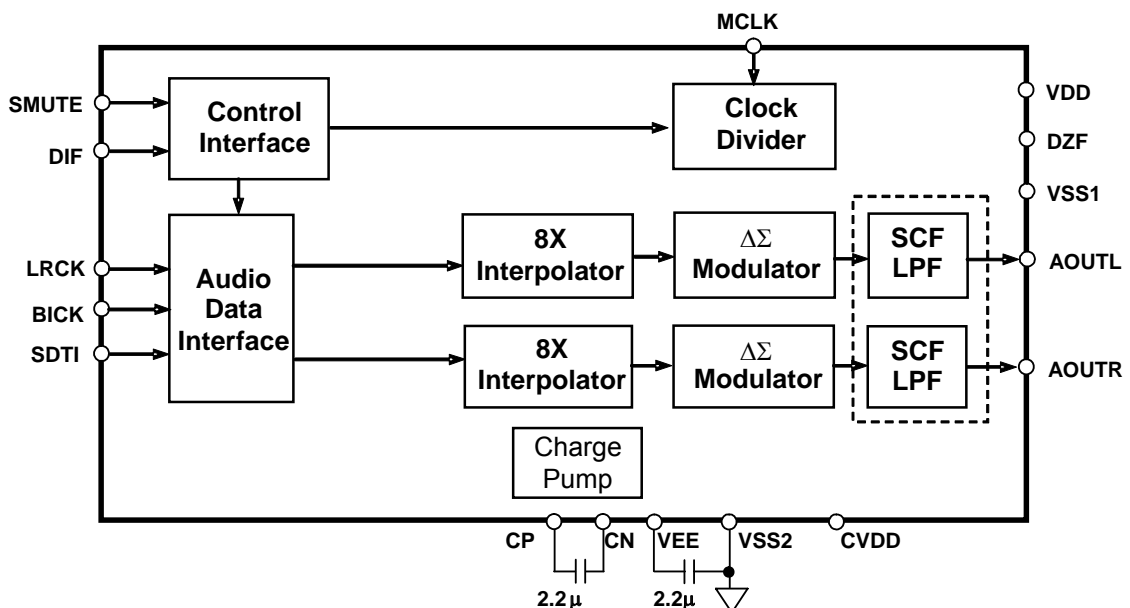 MCLK
SMUTE
DIF
Control
Interface
Clock
Divider
VDD
DZF
VSS1
LRCK
BICK
SDTI
Audio
Data
Interface
8X
Interpolator
ΔΣ
Modulator
SCF
LPF
AOUTL
8X
Interpolator
ΔΣ
Modulator
SCF
LPF
AOUTR
Charge
Pump
CP
CN
VEE
VSS2
CVDD
2.2μ
2.2μ